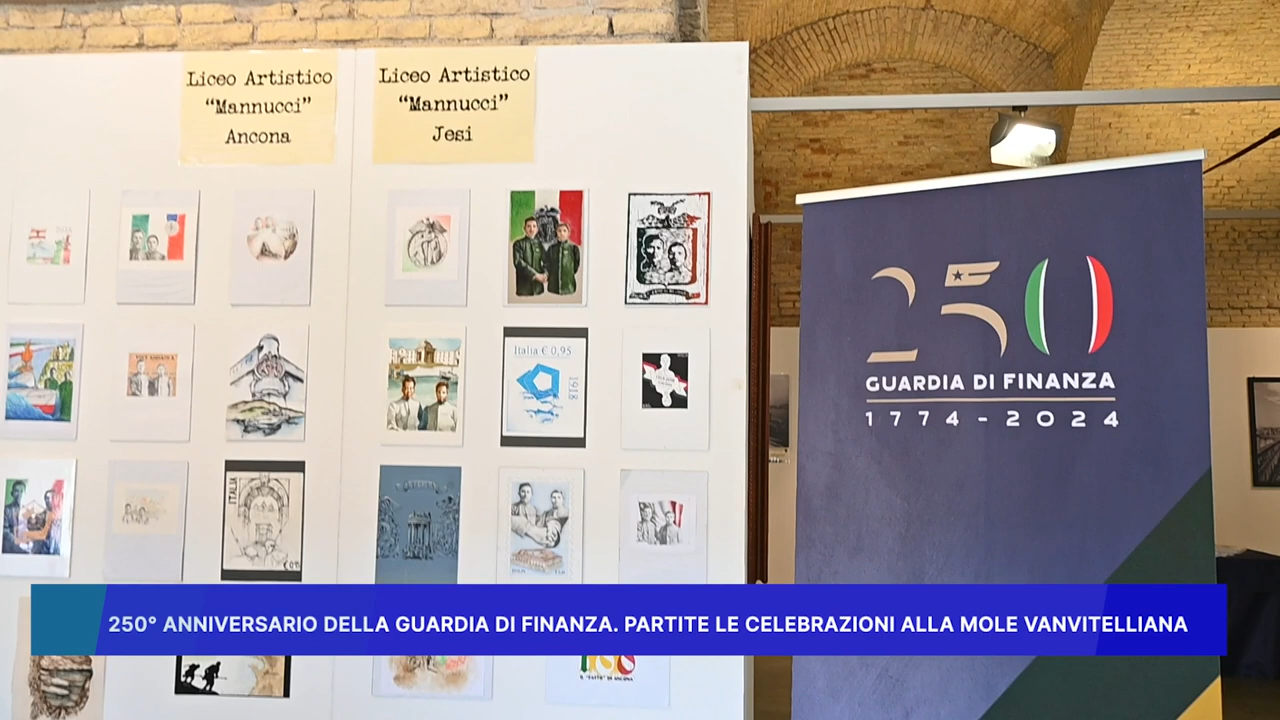 Liceo Artistico
“Mannucci”
Ancona
Liceo Artistico
“Mannucci”
Jesi
Italia € 0,95
1918
ITALIA
250
GUARDIA DI FINANZA
1774-2024
250° ANNIVERSARIO DELLA GUARDIA DI FINANZA. PARTITE LE CELEBRAZIONI ALLA MOLE VANVITELLIANA